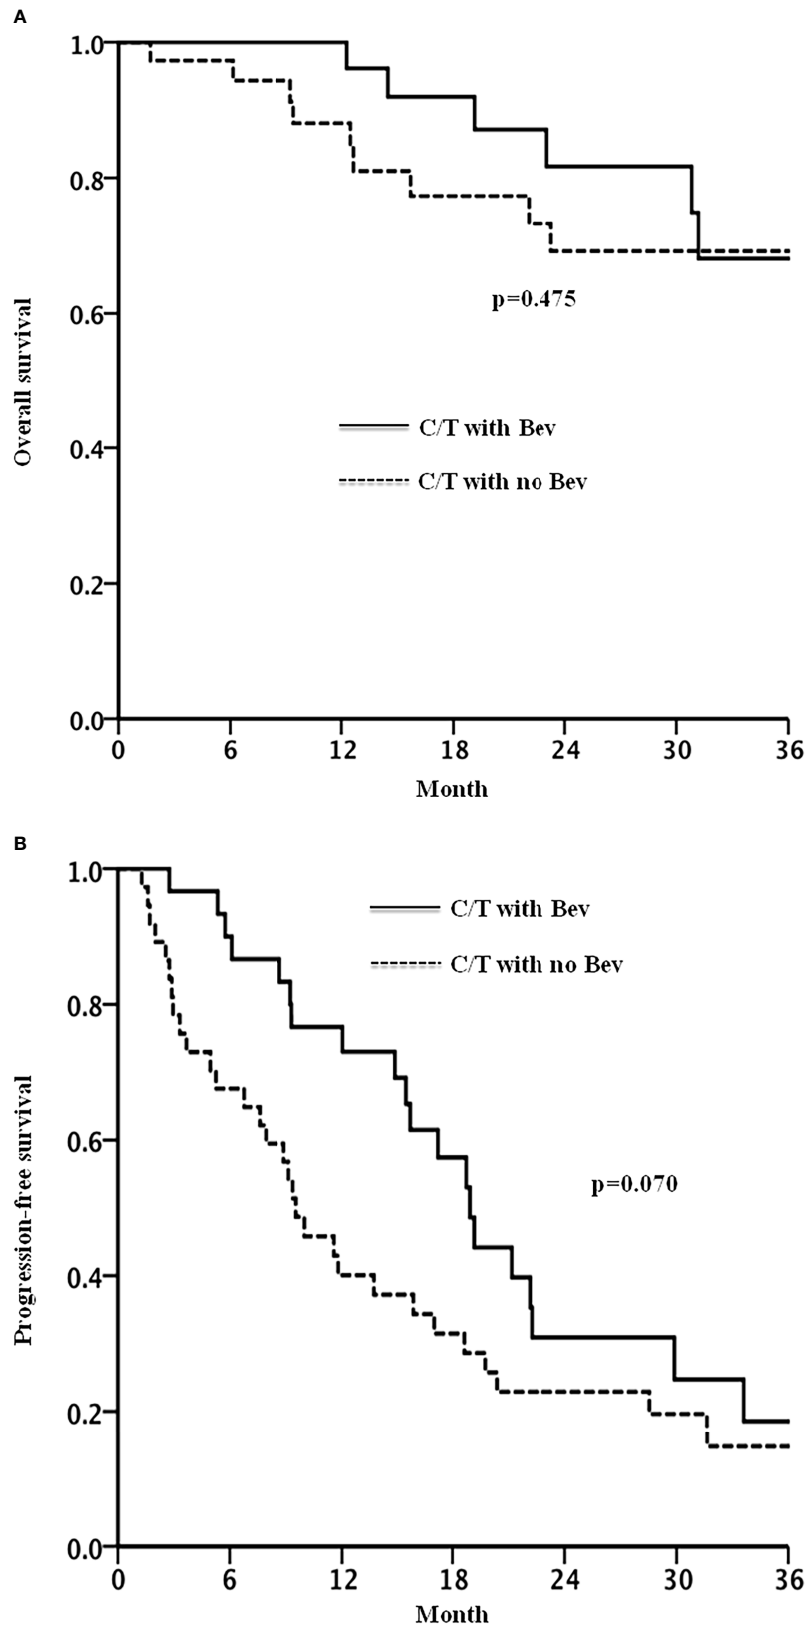 A
1.0
0.8
0.6
0.4
0.2
0.0
Overall survival
p=0.475
C/T with Bev
C/T with no Bev
0 6 12 18 24 30 36
Month
B
1.0
0.8
0.6
0.4
0.2
0.0
Progression-free survival
C/T with Bev
C/T with no Bev
p=0.070
0 6 12 18 24 30 36
Month